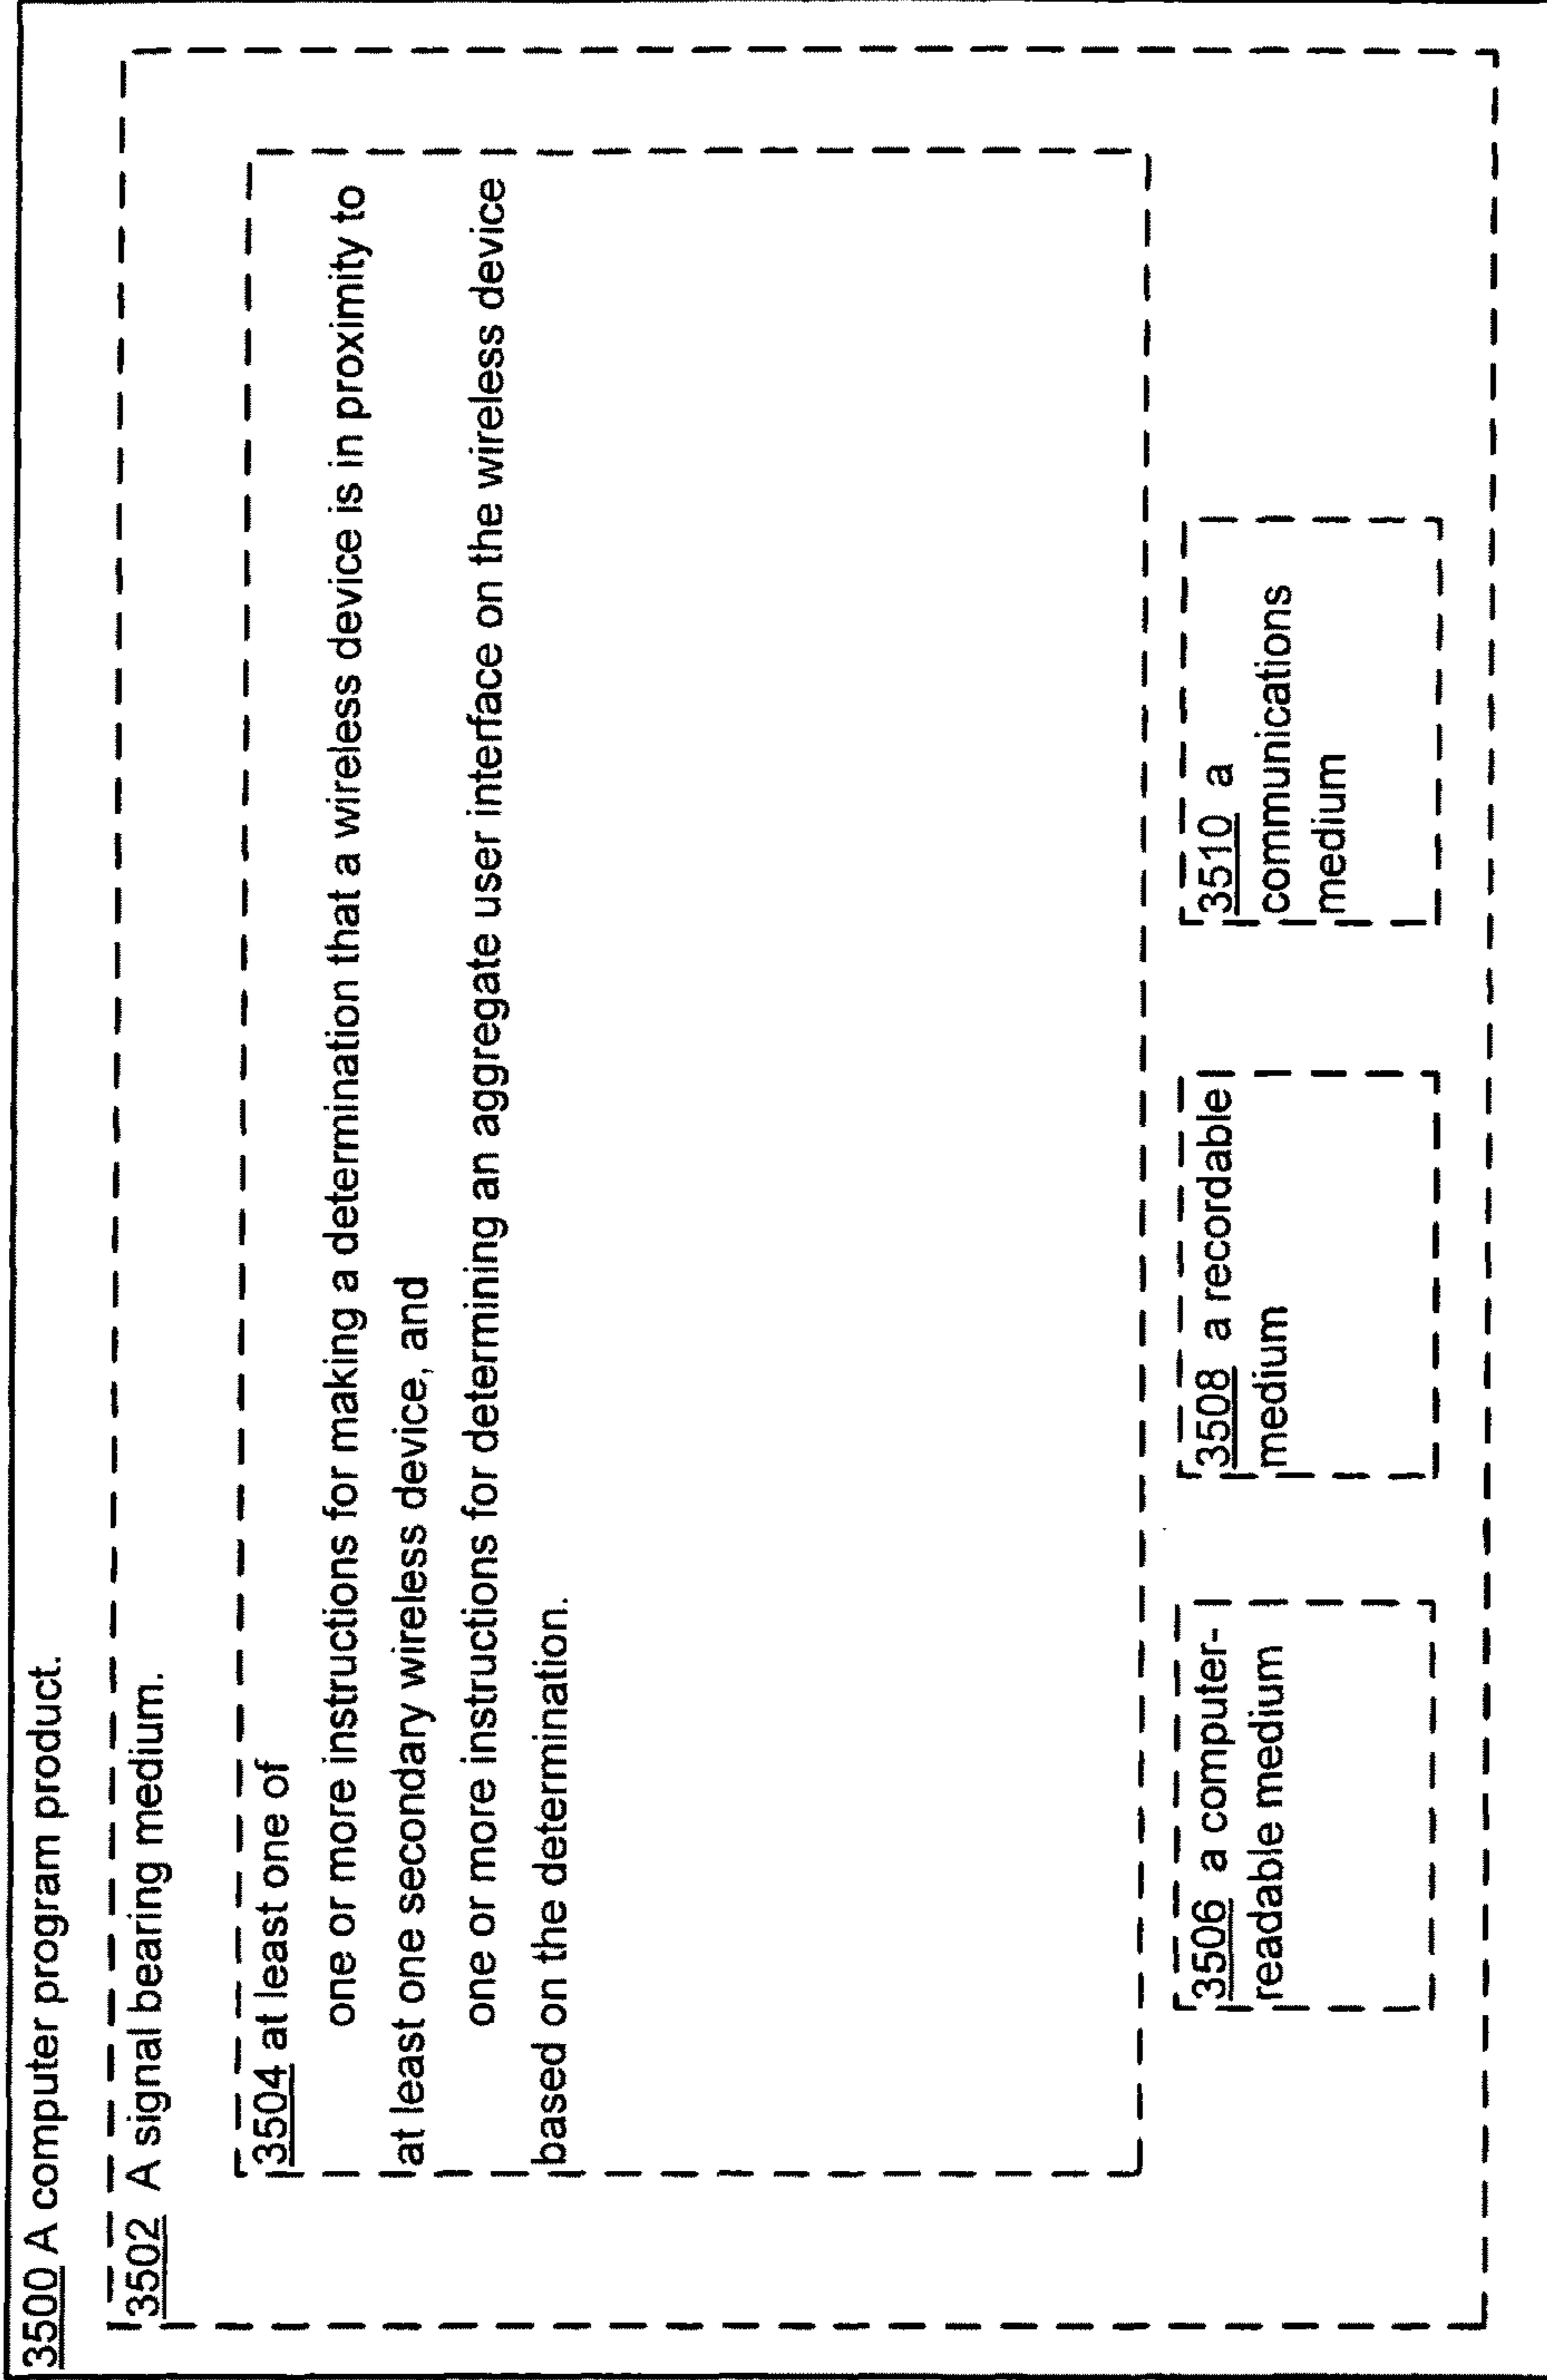 3500 A computer program product.
3502 A signal bearing medium.
3504 at least one of
one or more instructions for making a determination that a wireless device is in proximity to
at least one secondary wireless device, and
one or more instructions for determining an aggregate user interface on the wireless device
based on the determination.
3506 a computer-
readable medium
3508 a recordable
medium
3510 a
communications
medium